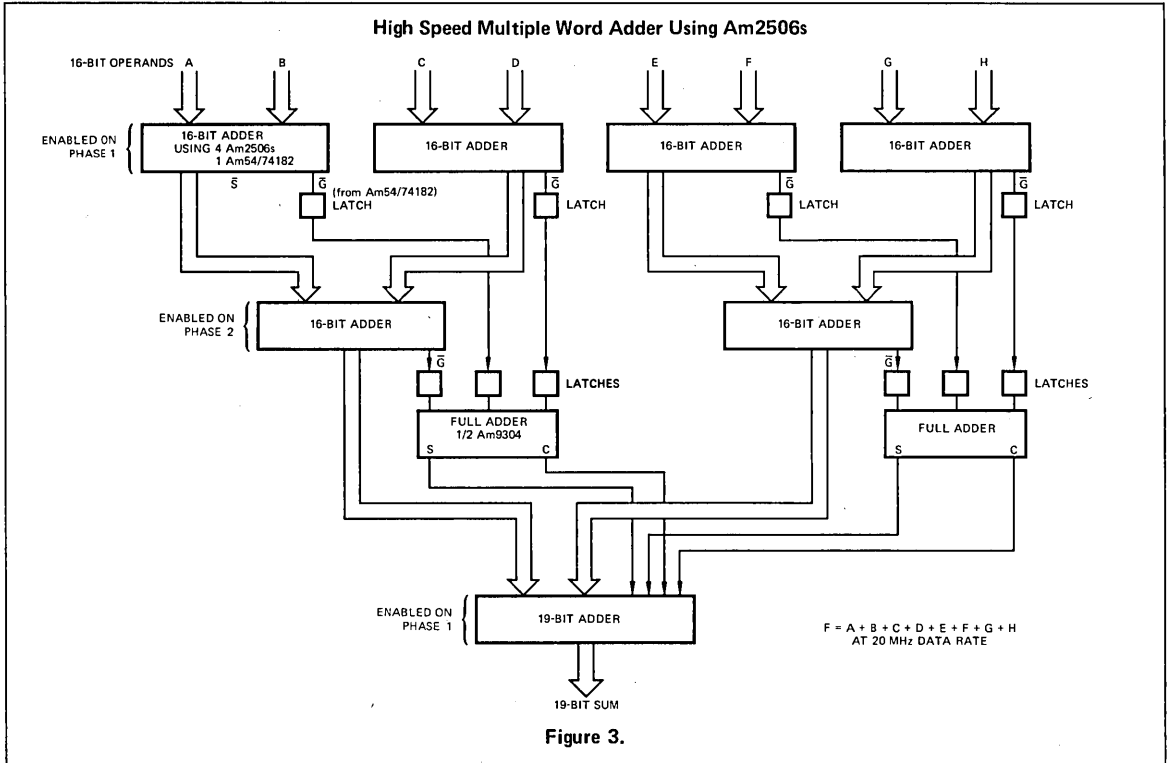 High Speed Multiple Word Adder Using Am2506s
16-BIT OPERANDS A B C D E F G H
ENABLED ON
PHASE 1
16-BIT ADDER
USING 4 Am2506s
1 Am54/74182
16-BIT ADDER
16-BIT ADDER
16-BIT ADDER
S̅ G̅ G̅ G̅ G̅
(from Am54/74182)
LATCH
LATCH
LATCH
LATCH
ENABLED ON
PHASE 2
16-BIT ADDER
16-BIT ADDER
G̅ G̅
LATCHES
LATCHES
FULL ADDER
1/2 Am9304
S C
FULL ADDER
S C
ENABLED ON
PHASE 1
19-BIT ADDER
F = A + B + C + D + E + F + G + H
AT 20 MHz DATA RATE
19-BIT SUM
Figure 3.